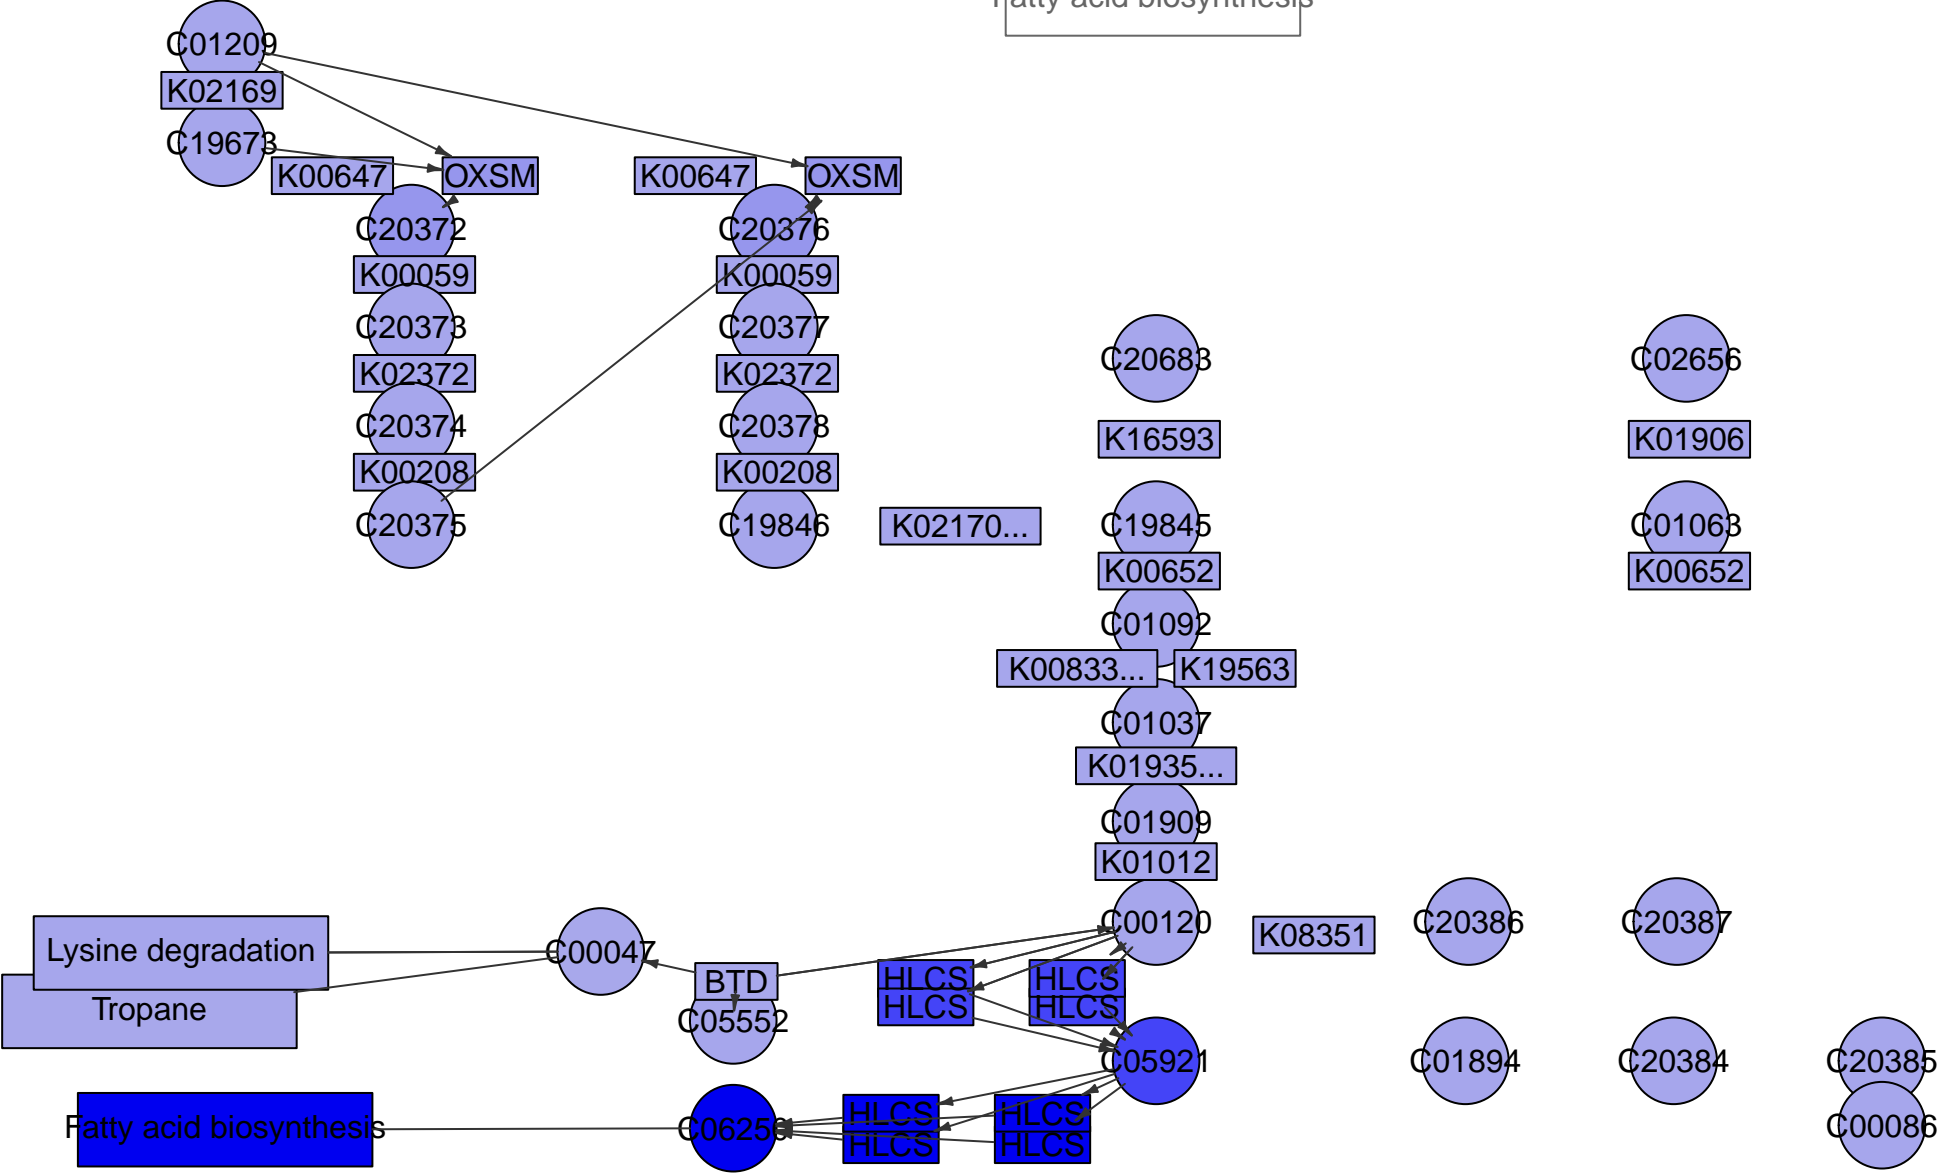 Fatty acid biosynthesis
C01209
K02169
C19673
K00647
OXSM
K00647
OXSM
C20372
C20376
K00059
K00059
C20373
C20377
C20683
C02656
K02372
K02372
C20374
C20378
K16593
K01906
K00208
K00208
C20375
C19846
K02170...
C19845
C01063
K00652
K00652
C01092
K00833...
K19563
C01037
K01935...
C01909
K01012
C00120
K08351
C20386
C20387
Lysine degradation
C00047
BTD
HLCS
HLCS
Tropane
HLCS
HLCS
C05552
C05921
C01894
C20384
C20385
Fatty acid biosynthesis
C06250
HLCS
HLCS
C00086
HLCS
HLCS